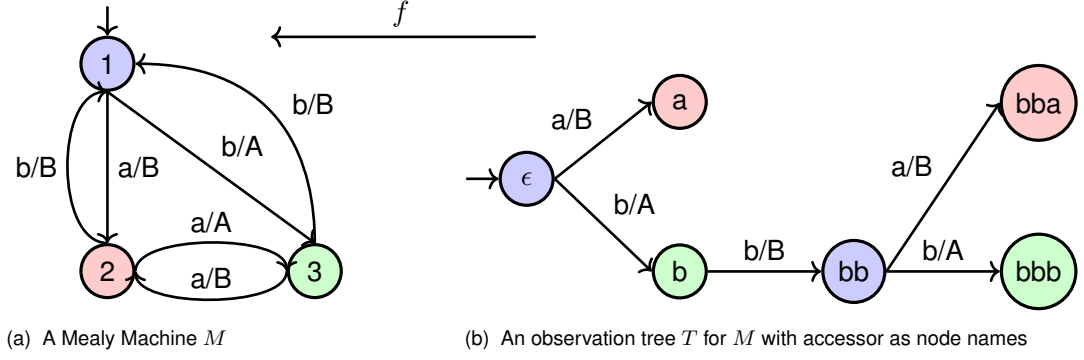 f
1
b/B
b/A
b/B
a/B
a/A
2
a/B
3
(a) A Mealy Machine M
a
bba
a/B
a/B
ϵ
b/A
b/B
b/A
b
bb
bbb
(b) An observation tree T for M with accessor as node names